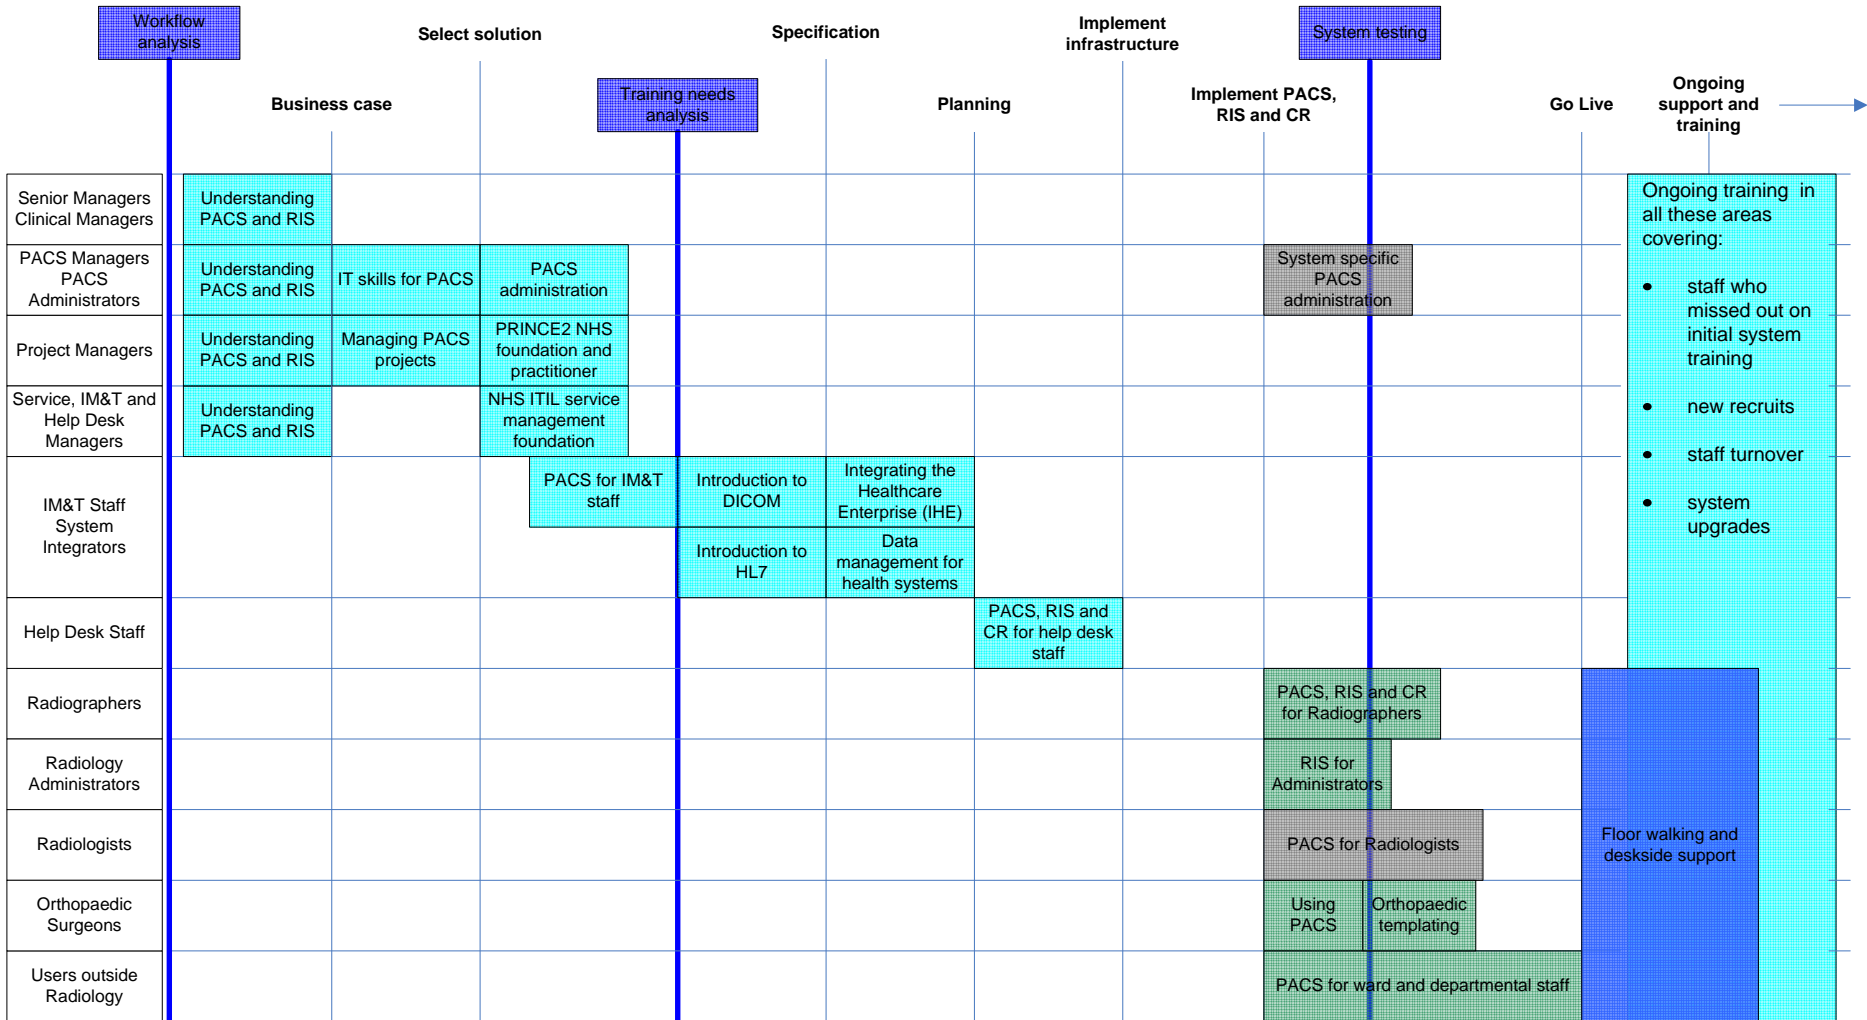 Workflow
analysis
Select solution
Specification
Implement
infrastructure
System testing
Business case
Training needs
analysis
Planning
Implement PACS,
RIS and CR
Go Live
Ongoing
support and
training
Senior Managers
Clinical Managers
Understanding
PACS and RIS
PACS Managers
PACS
Administrators
Understanding
PACS and RIS
IT skills for PACS
PACS
administration
System specific
PACS
administration
Project Managers
Understanding
PACS and RIS
Managing PACS
projects
PRINCE2 NHS
foundation and
practitioner
Service, IM&T and
Help Desk
Managers
Understanding
PACS and RIS
NHS ITIL service
management
foundation
IM&T Staff
System
Integrators
PACS for IM&T
staff
Introduction to
DICOM
Integrating the
Healthcare
Enterprise (IHE)
Introduction to
HL7
Data
management for
health systems
Help Desk Staff
PACS, RIS and
CR for help desk
staff
Radiographers
PACS, RIS and CR
for Radiographers
Radiology
Administrators
RIS for
Administrators
Radiologists
PACS for Radiologists
Orthopaedic
Surgeons
Using
PACS
Orthopaedic
templating
Users outside
Radiology
PACS for ward and departmental staff
Floor walking and
deskside support
Ongoing training in
all these areas
covering:
• staff who
missed out on
initial system
training
• new recruits
• staff turnover
• system
upgrades